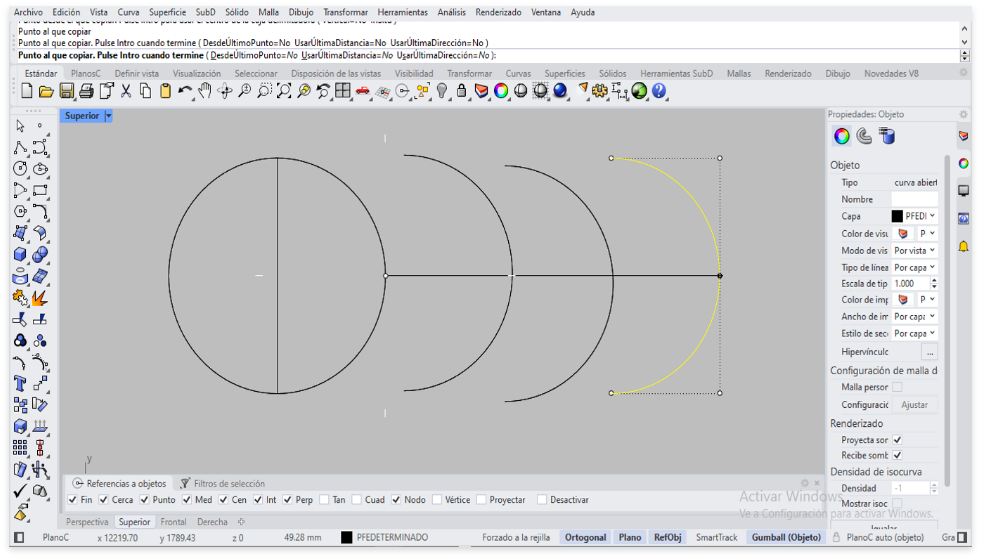 Archivo Edición Vista Curva Superficie SubD Sólido Malla Dibujo Transformar Herramientas Análisis Renderizado Ventana Ayuda
Punto al que copiar
Punto al que copiar. Pulse Intro cuando termine ( DesdeÚltimoPunto=No UsarÚltimaDistancia=No UsarÚltimaDirección=No )
Punto al que copiar. Pulse Intro cuando termine ( DesdeÚltimoPunto=No UsarÚltimaDistancia=No UsarÚltimaDirección=No ):
Estándar PlanosC Definir vista Visualización Seleccionar Disposición de las vistas Visibilidad Transformar Curvas Superficies Sólidos Herramientas SubD Mallas Renderizado Dibujo Novedades V8
Superior
Propiedades: Objeto
Objeto
Tipo curva abiert
Nombre
Capa PFEDI
Color de visu P
Modo de vis Por vista
Tipo de línea Por capa
Escala de tip 1.000
Color de imp P
Ancho de im Por capa
Estilo de sec Por capa
Hipervínculc ...
Configuración de malla d
Malla person
Configuració Ajustar
Renderizado
Proyecta son
Recibe somb
Densidad de isocurva
Densidad -1
Mostrar isoc
y
Referencias a objetos Filtros de selección
Fin Cerca Punto Med Cen Int Perp Tan Cuad Nodo Vértice Proyectar Desactivar
Activar Windows
Ve a Configuración para activar Windows.
Perspectiva Superior Frontal Derecha
PlanoC x 12219.70 y 1789.43 z 0 49.28 mm PFEDETERMINADO Forzado a la rejilla Ortogonal Plano RefObj SmartTrack Gumball (Objeto) PlanoC auto (objeto) Gra